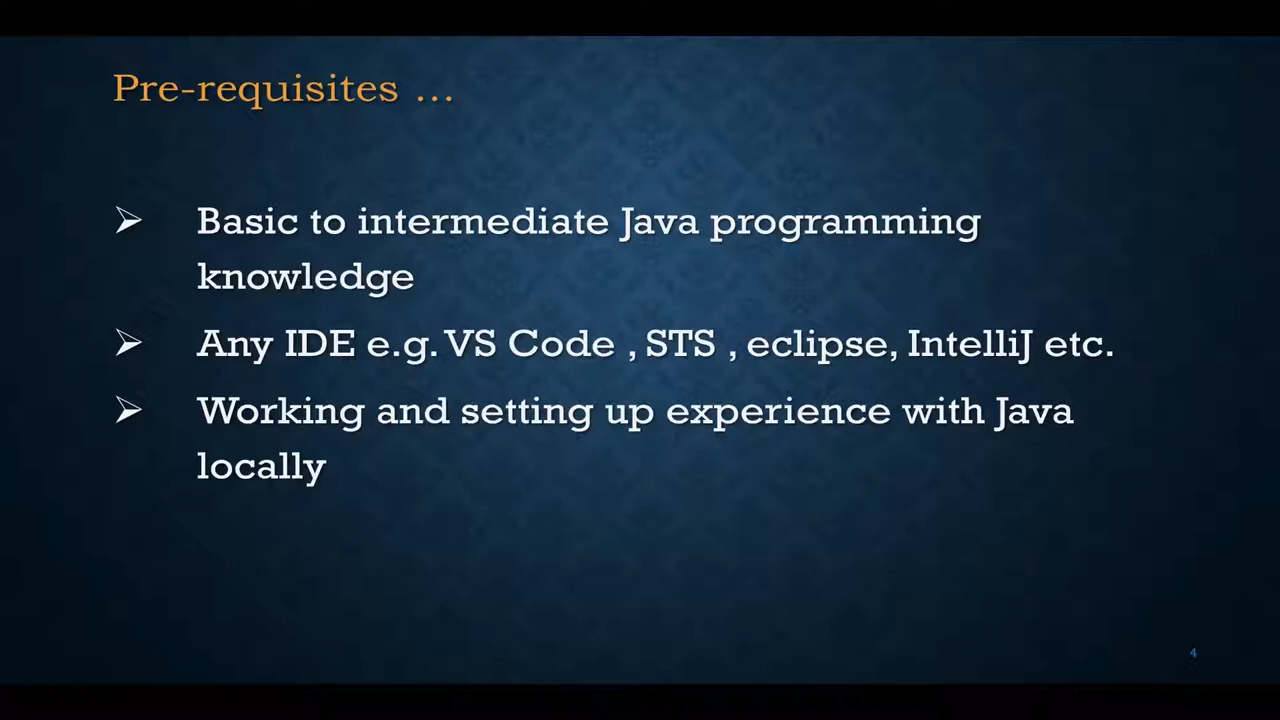 Pre-requisites ...
➢ Basic to intermediate Java programming
knowledge
➢ Any IDE e.g. VS Code , STS , eclipse, IntelliJ etc.
➢ Working and setting up experience with Java
locally
4